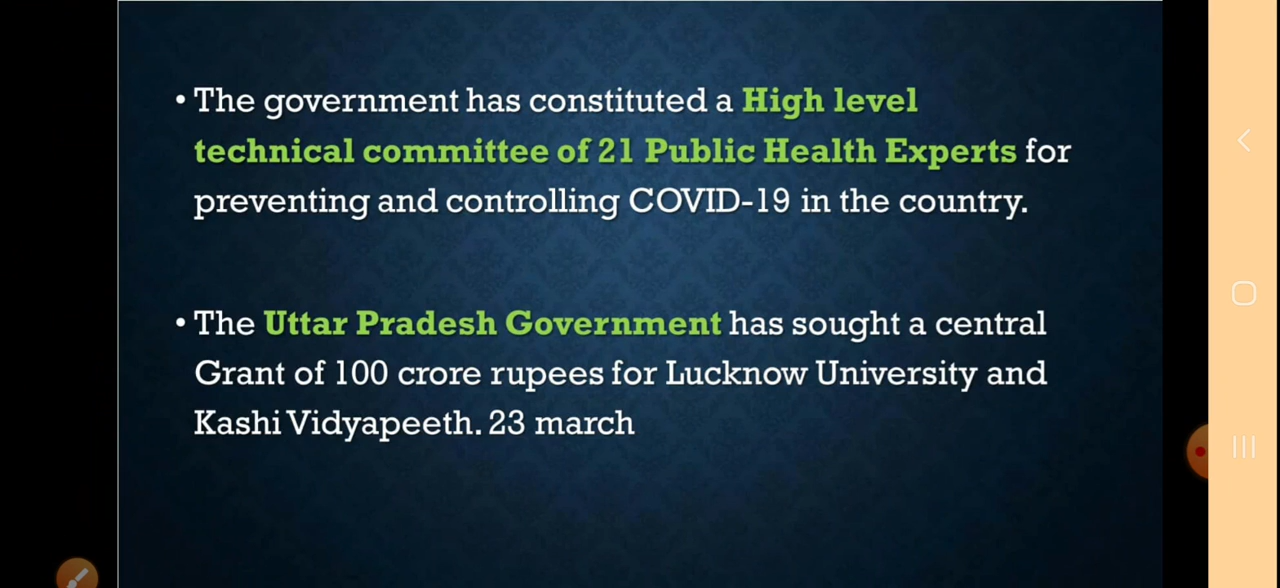 • The government has constituted a High level
technical committee of 21 Public Health Experts for
preventing and controlling COVID-19 in the country.
• The Uttar Pradesh Government has sought a central
Grant of 100 crore rupees for Lucknow University and
Kashi Vidyapeeth. 23 march